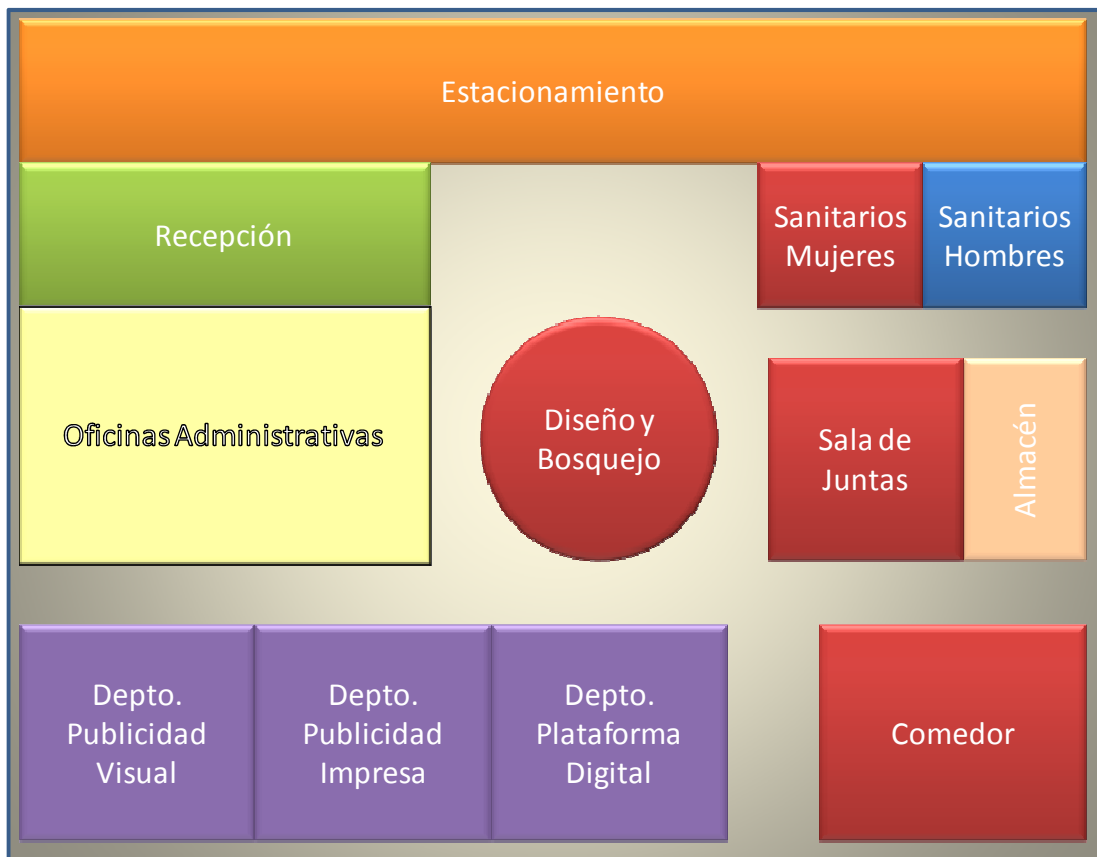 Estacionamiento
Recepción
Sanitarios
Mujeres
Sanitarios
Hombres
Oficinas Administrativas
Diseño y
Bosquejo
Sala de
Juntas
Almacén
Depto.
Publicidad
Visual
Depto.
Publicidad
Impresa
Depto.
Plataforma
Digital
Comedor